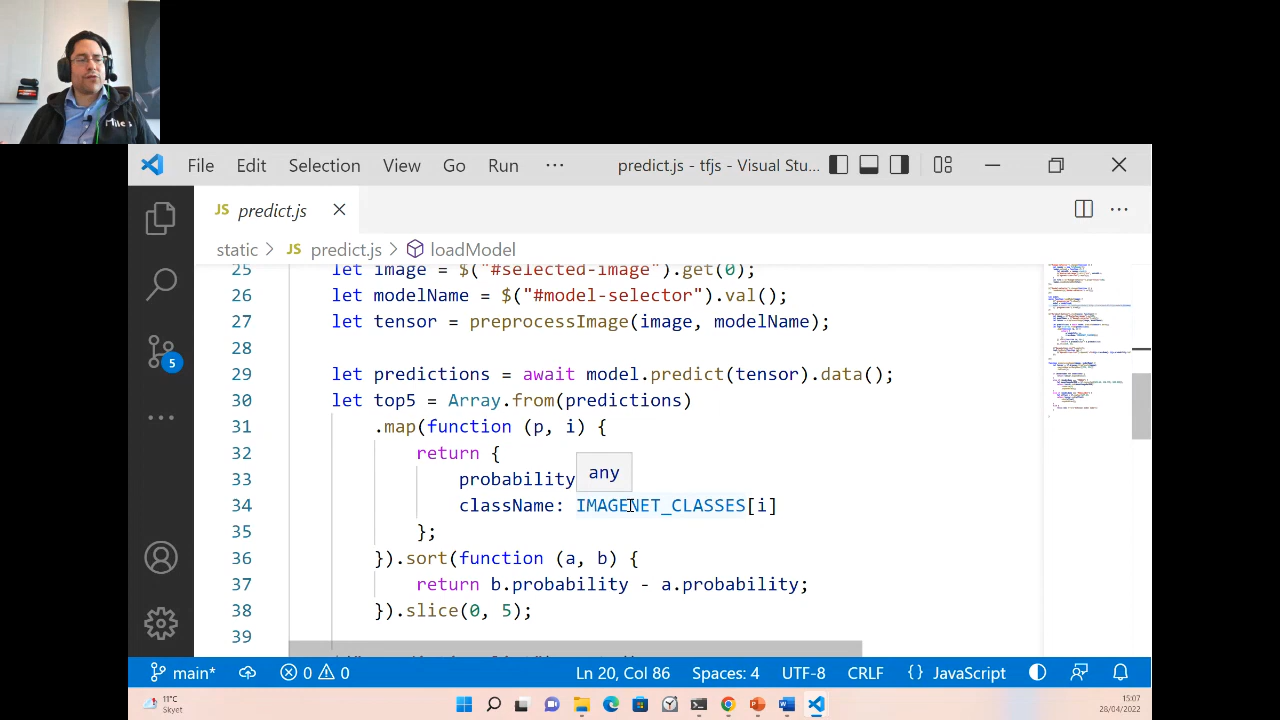 Miles
File Edit Selection View Go Run ··· predict.js - tfjs - Visual Stu...
JS predict.js
static > JS predict.js > loadModel
25 let image = $("#selected-image").get(0);
26 let modelName = $("#model-selector").val();
27 let tensor = preprocessImage(image, modelName);
28
29 let predictions = await model.predict(tensor).data();
30 let top5 = Array.from(predictions)
31 .map(function (p, i) {
32 return {
any
33 probability
34 className: IMAGENET_CLASSES[i]
35 };
36 }).sort(function (a, b) {
37 return b.probability - a.probability;
38 }).slice(0, 5);
39
5
main* 0 0 Ln 20, Col 86 Spaces: 4 UTF-8 CRLF {} JavaScript
11°C
Skyet
15:07
28/04/2022